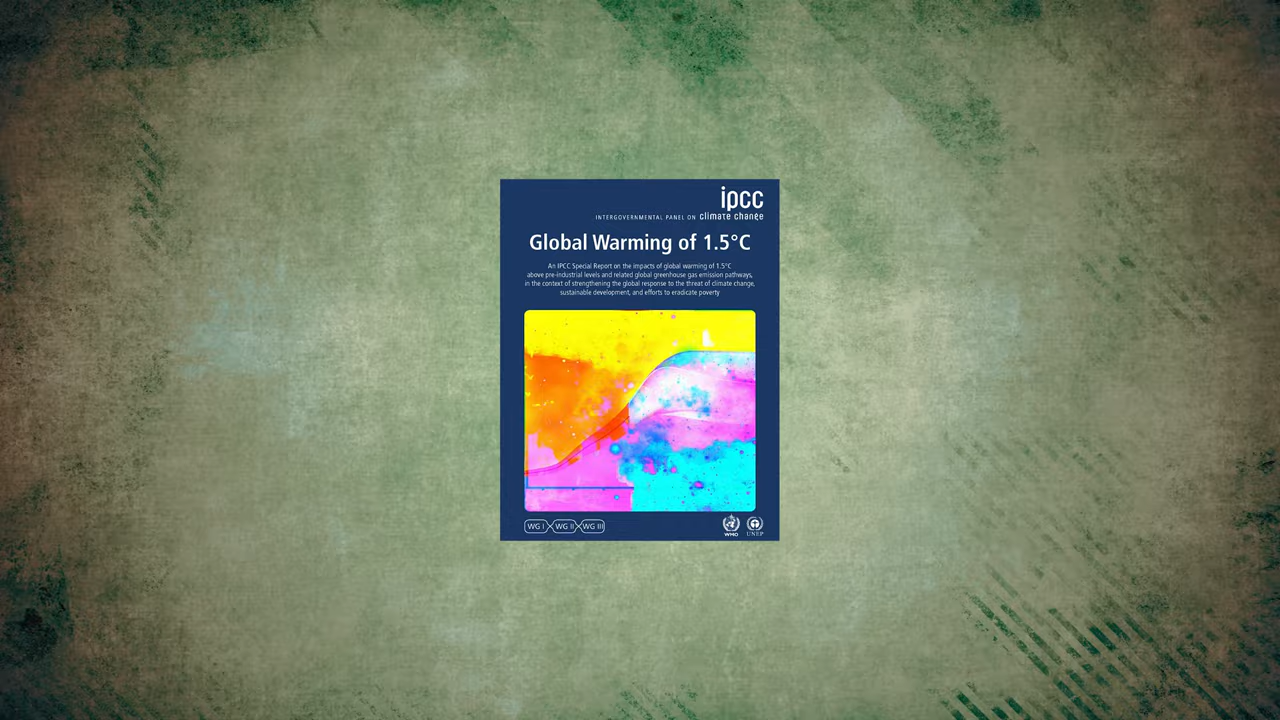 ipcc
INTERGOVERNMENTAL PANEL ON climate change
Global Warming of 1.5°C
An IPCC Special Report on the impacts of global warming of 1.5°C
above pre-industrial levels and related global greenhouse gas emission pathways,
in the context of strengthening the global response to the threat of climate change,
sustainable development, and efforts to eradicate poverty
WG I WG II WG III
WMO UNEP